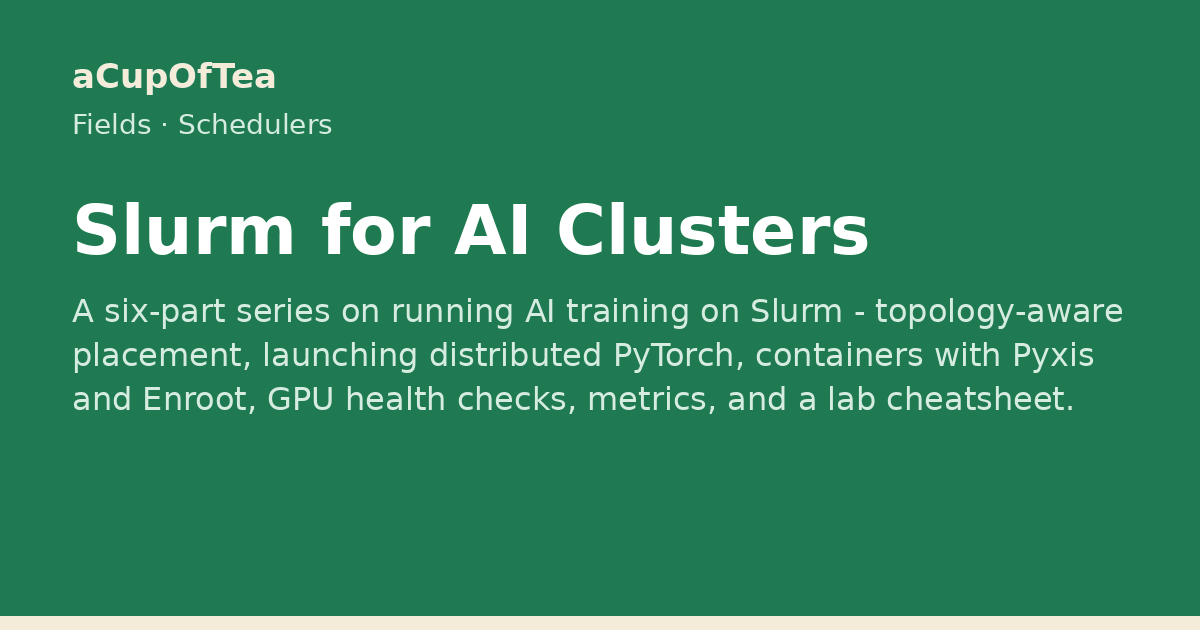 aCupOfTea
Fields · Schedulers
Slurm for AI Clusters
A six-part series on running AI training on Slurm - topology-aware
placement, launching distributed PyTorch, containers with Pyxis
and Enroot, GPU health checks, metrics, and a lab cheatsheet.